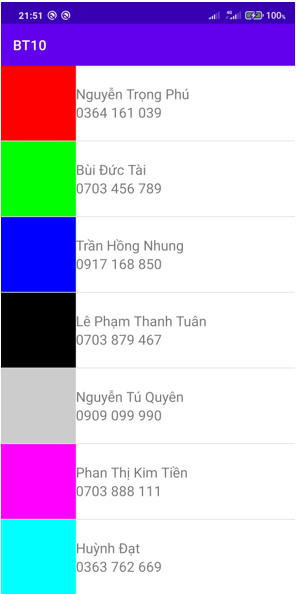 21:51 4G 100%
BT10
Nguyễn Trọng Phú
0364 161 039
Bùi Đức Tài
0703 456 789
Trần Hồng Nhung
0917 168 850
Lê Phạm Thanh Tuân
0703 879 467
Nguyễn Tú Quyên
0909 099 990
Phan Thị Kim Tiền
0703 888 111
Huỳnh Đạt
0363 762 669